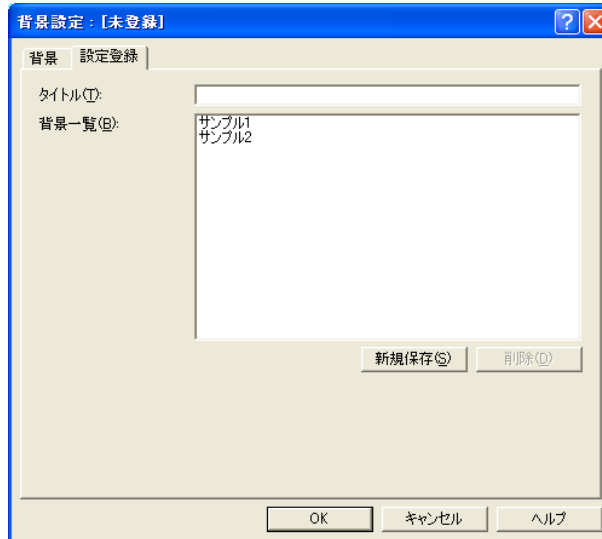 背景設定：[未登録]
背景 設定登録
タイトル(T):
背景一覧(B):
サンプル1
サンプル2
新規保存(S) 削除(D)
OK キャンセル ヘルプ